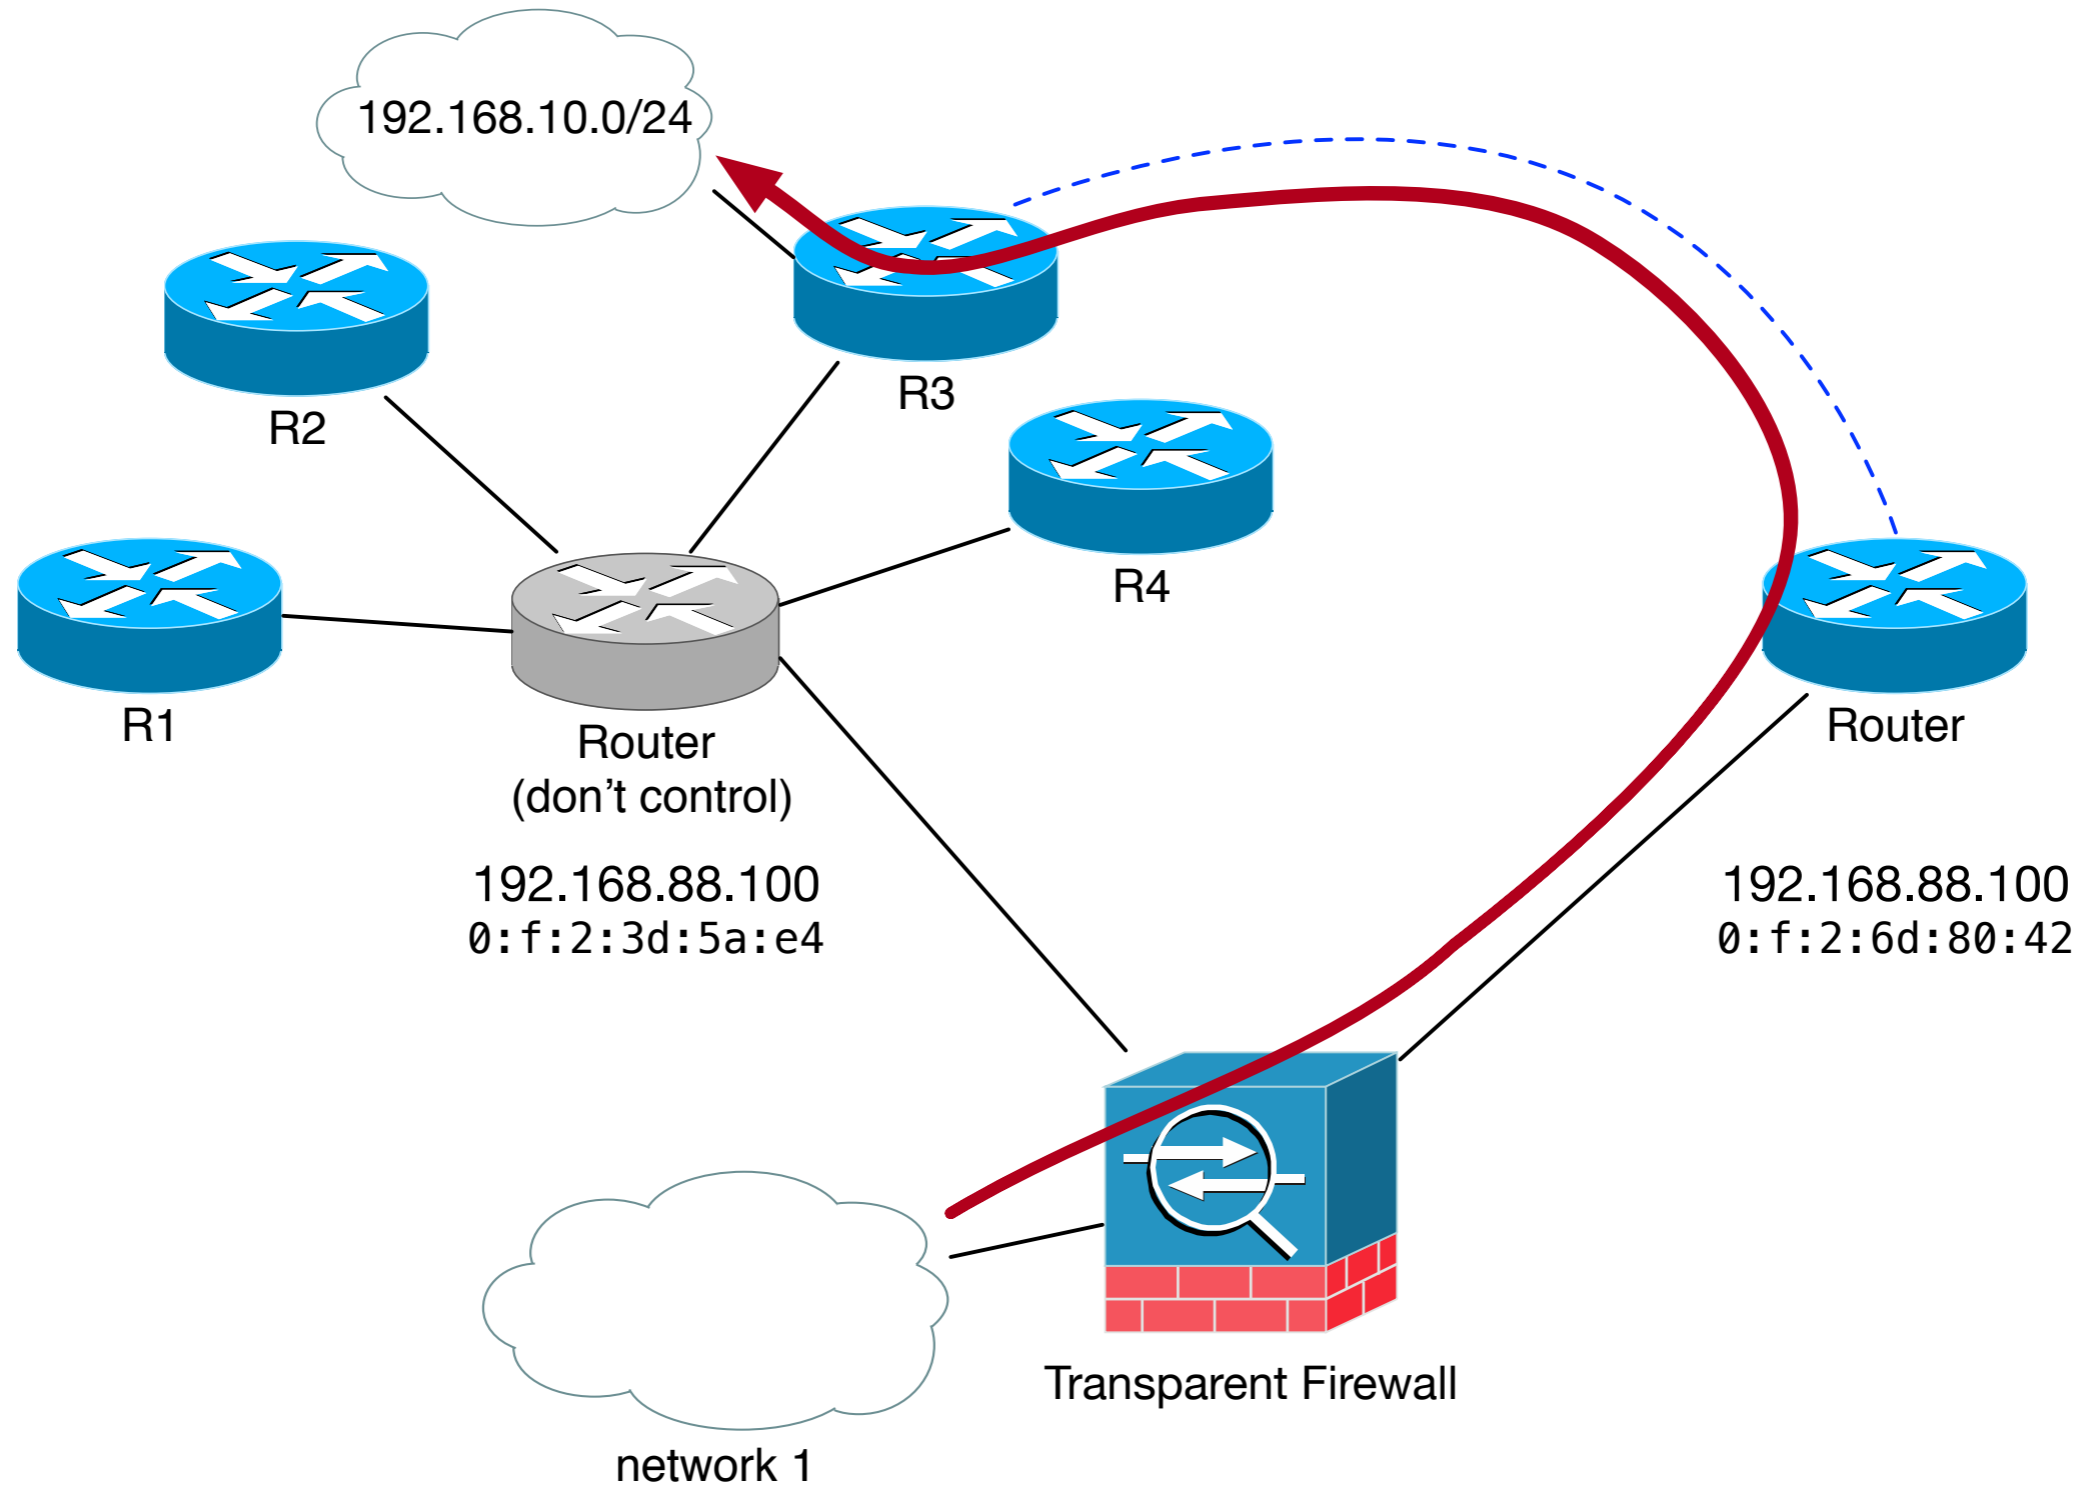 192.168.10.0/24
R2
R3
R4
R1
Router
(don't control)
Router
192.168.88.100
0:f:2:3d:5a:e4
192.168.88.100
0:f:2:6d:80:42
Transparent Firewall
network 1